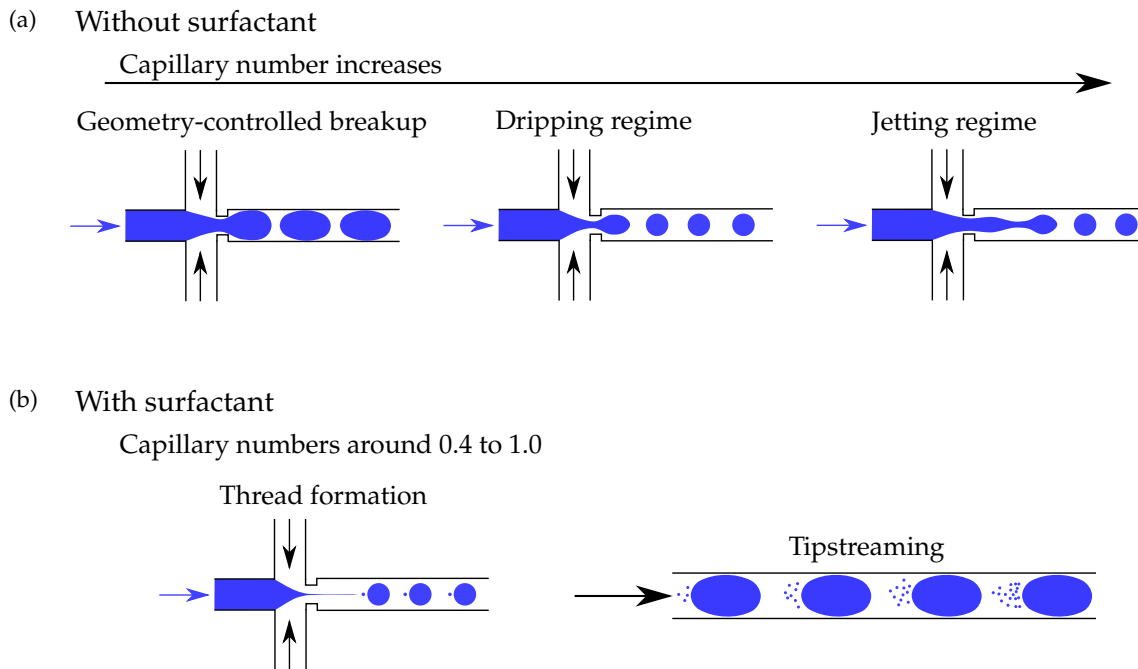 (a) Without surfactant
Capillary number increases
Geometry-controlled breakup
Dripping regime
Jetting regime
(b) With surfactant
Capillary numbers around 0.4 to 1.0
Thread formation
Tipstreaming